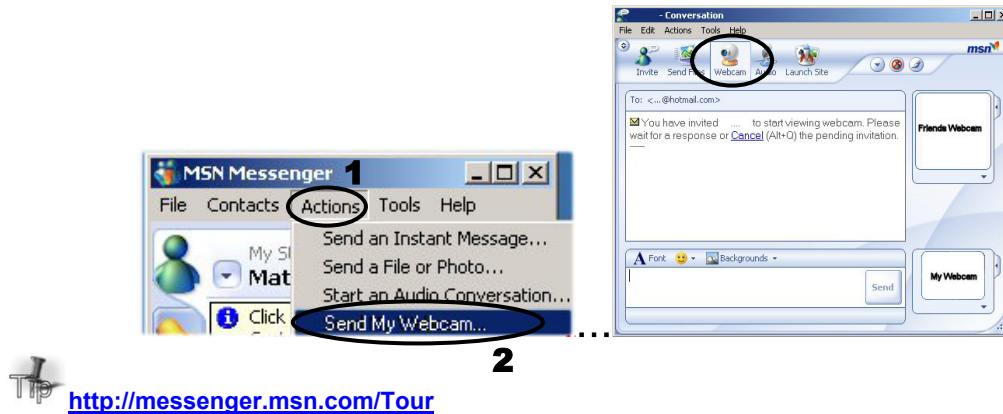 MSN Messenger
1
File Contacts Actions Tools Help
Mat
Send an Instant Message...
Send a File or Photo...
Start an Audio Conversation...
Click
Send My Webcam...
2
....
- Conversation
File Edit Actions Tools Help
Invite Send Files Webcam Audio Launch Site
msn
To: <...@hotmail.com>
You have invited .... to start viewing webcam. Please
wait for a response or Cancel (Alt+Q) the pending invitation.
Friends Webcam
A Font Backgrounds
Send
My Webcam
Tip
http://messenger.msn.com/Tour